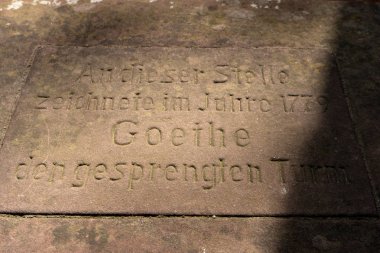 An dieser Stelle
zeichnete im Jahre 1779
Goethe
den gesprengten Turm